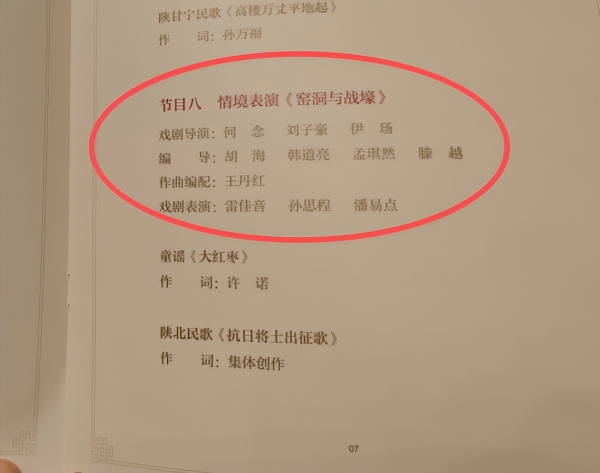 陕甘宁民歌《高楼万丈平地起》
作 词：孙万福
节目八 情境表演《窑洞与战壕》
戏剧导演：何 念 刘子豪 伊 玚
编 导：胡 海 韩道亮 孟琪然 滕 越
作曲编配：王丹红
戏剧表演：雷佳音 孙思程 潘易点
童谣《大红枣》
作 词：许 诺
陕北民歌《抗日将士出征歌》
作 词：集体创作
07